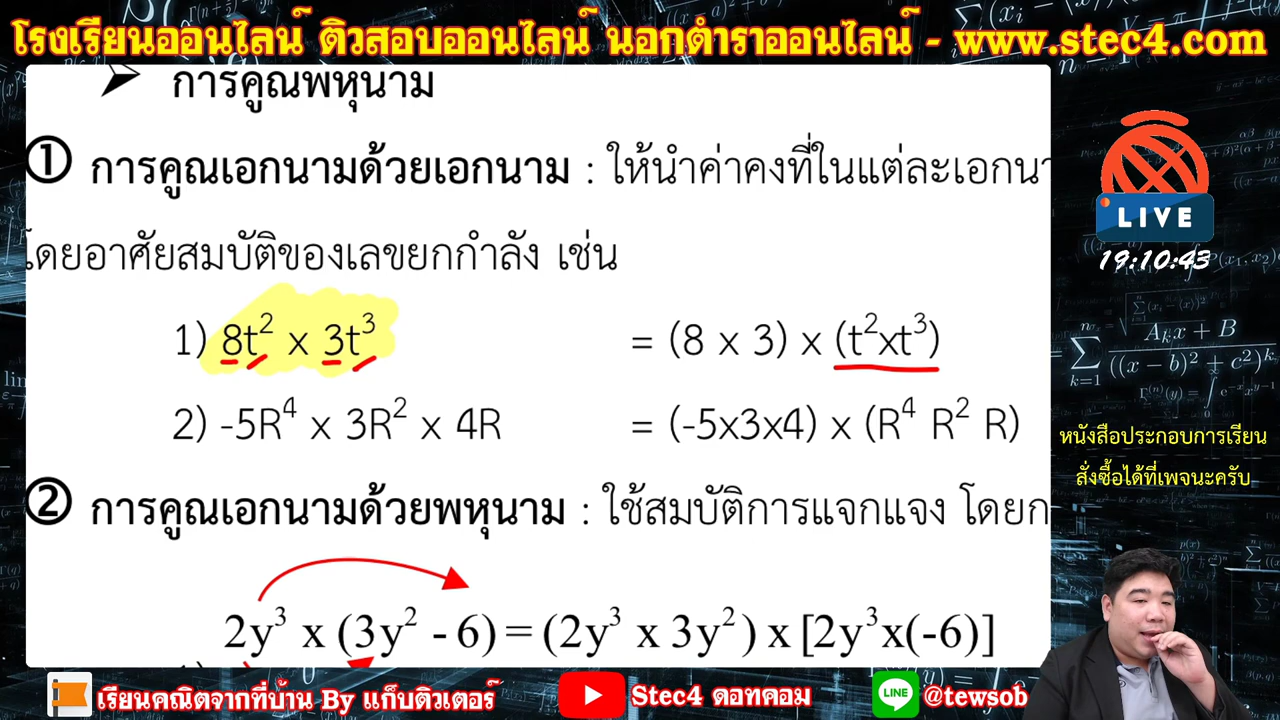 โรงเรียนออนไลน์ ติวสอบออนไลน์ นอกตำราออนไลน์ - www.stec4.com
➤ การคูณพหุนาม
① การคูณเอกนามด้วยเอกนาม : ให้นำค่าคงที่ในแต่ละเอกนา
โดยอาศัยสมบัติของเลขยกกำลัง เช่น
1) 8t² x 3t³ = (8 x 3) x (t²xt³)
2) -5R⁴ x 3R² x 4R = (-5x3x4) x (R⁴ R² R)
② การคูณเอกนามด้วยพหุนาม : ใช้สมบัติการแจกแจง โดยก
2y³ x (3y² - 6) = (2y³ x 3y²) x [2y³x(-6)]
LIVE
19:10:43
หนังสือประกอบการเรียน
สั่งซื้อได้ที่เพจนะครับ
เรียนคณิตจากที่บ้าน By แก็บติวเตอร์
Stec4 ดอทคอม
LINE
@tewsob